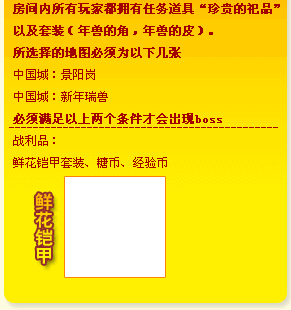 房间内所有玩家都拥有任务道具“珍贵的祀品”
以及套装（年兽的角，年兽的皮）。
所选择的地图必须为以下几张
中国城：景阳岗
中国城：新年瑞兽
必须满足以上两个条件才会出现boss
战利品：
鲜花铠甲套装、糖币、经验币
鲜花铠甲